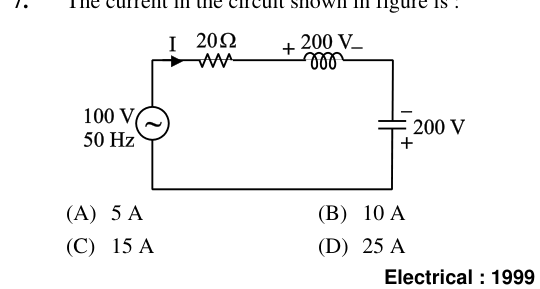 7. The current in the circuit shown in figure is :
I 20Ω + 200 V –
100 V
50 Hz
– 200 V +
(A) 5 A (B) 10 A
(C) 15 A (D) 25 A
Electrical : 1999